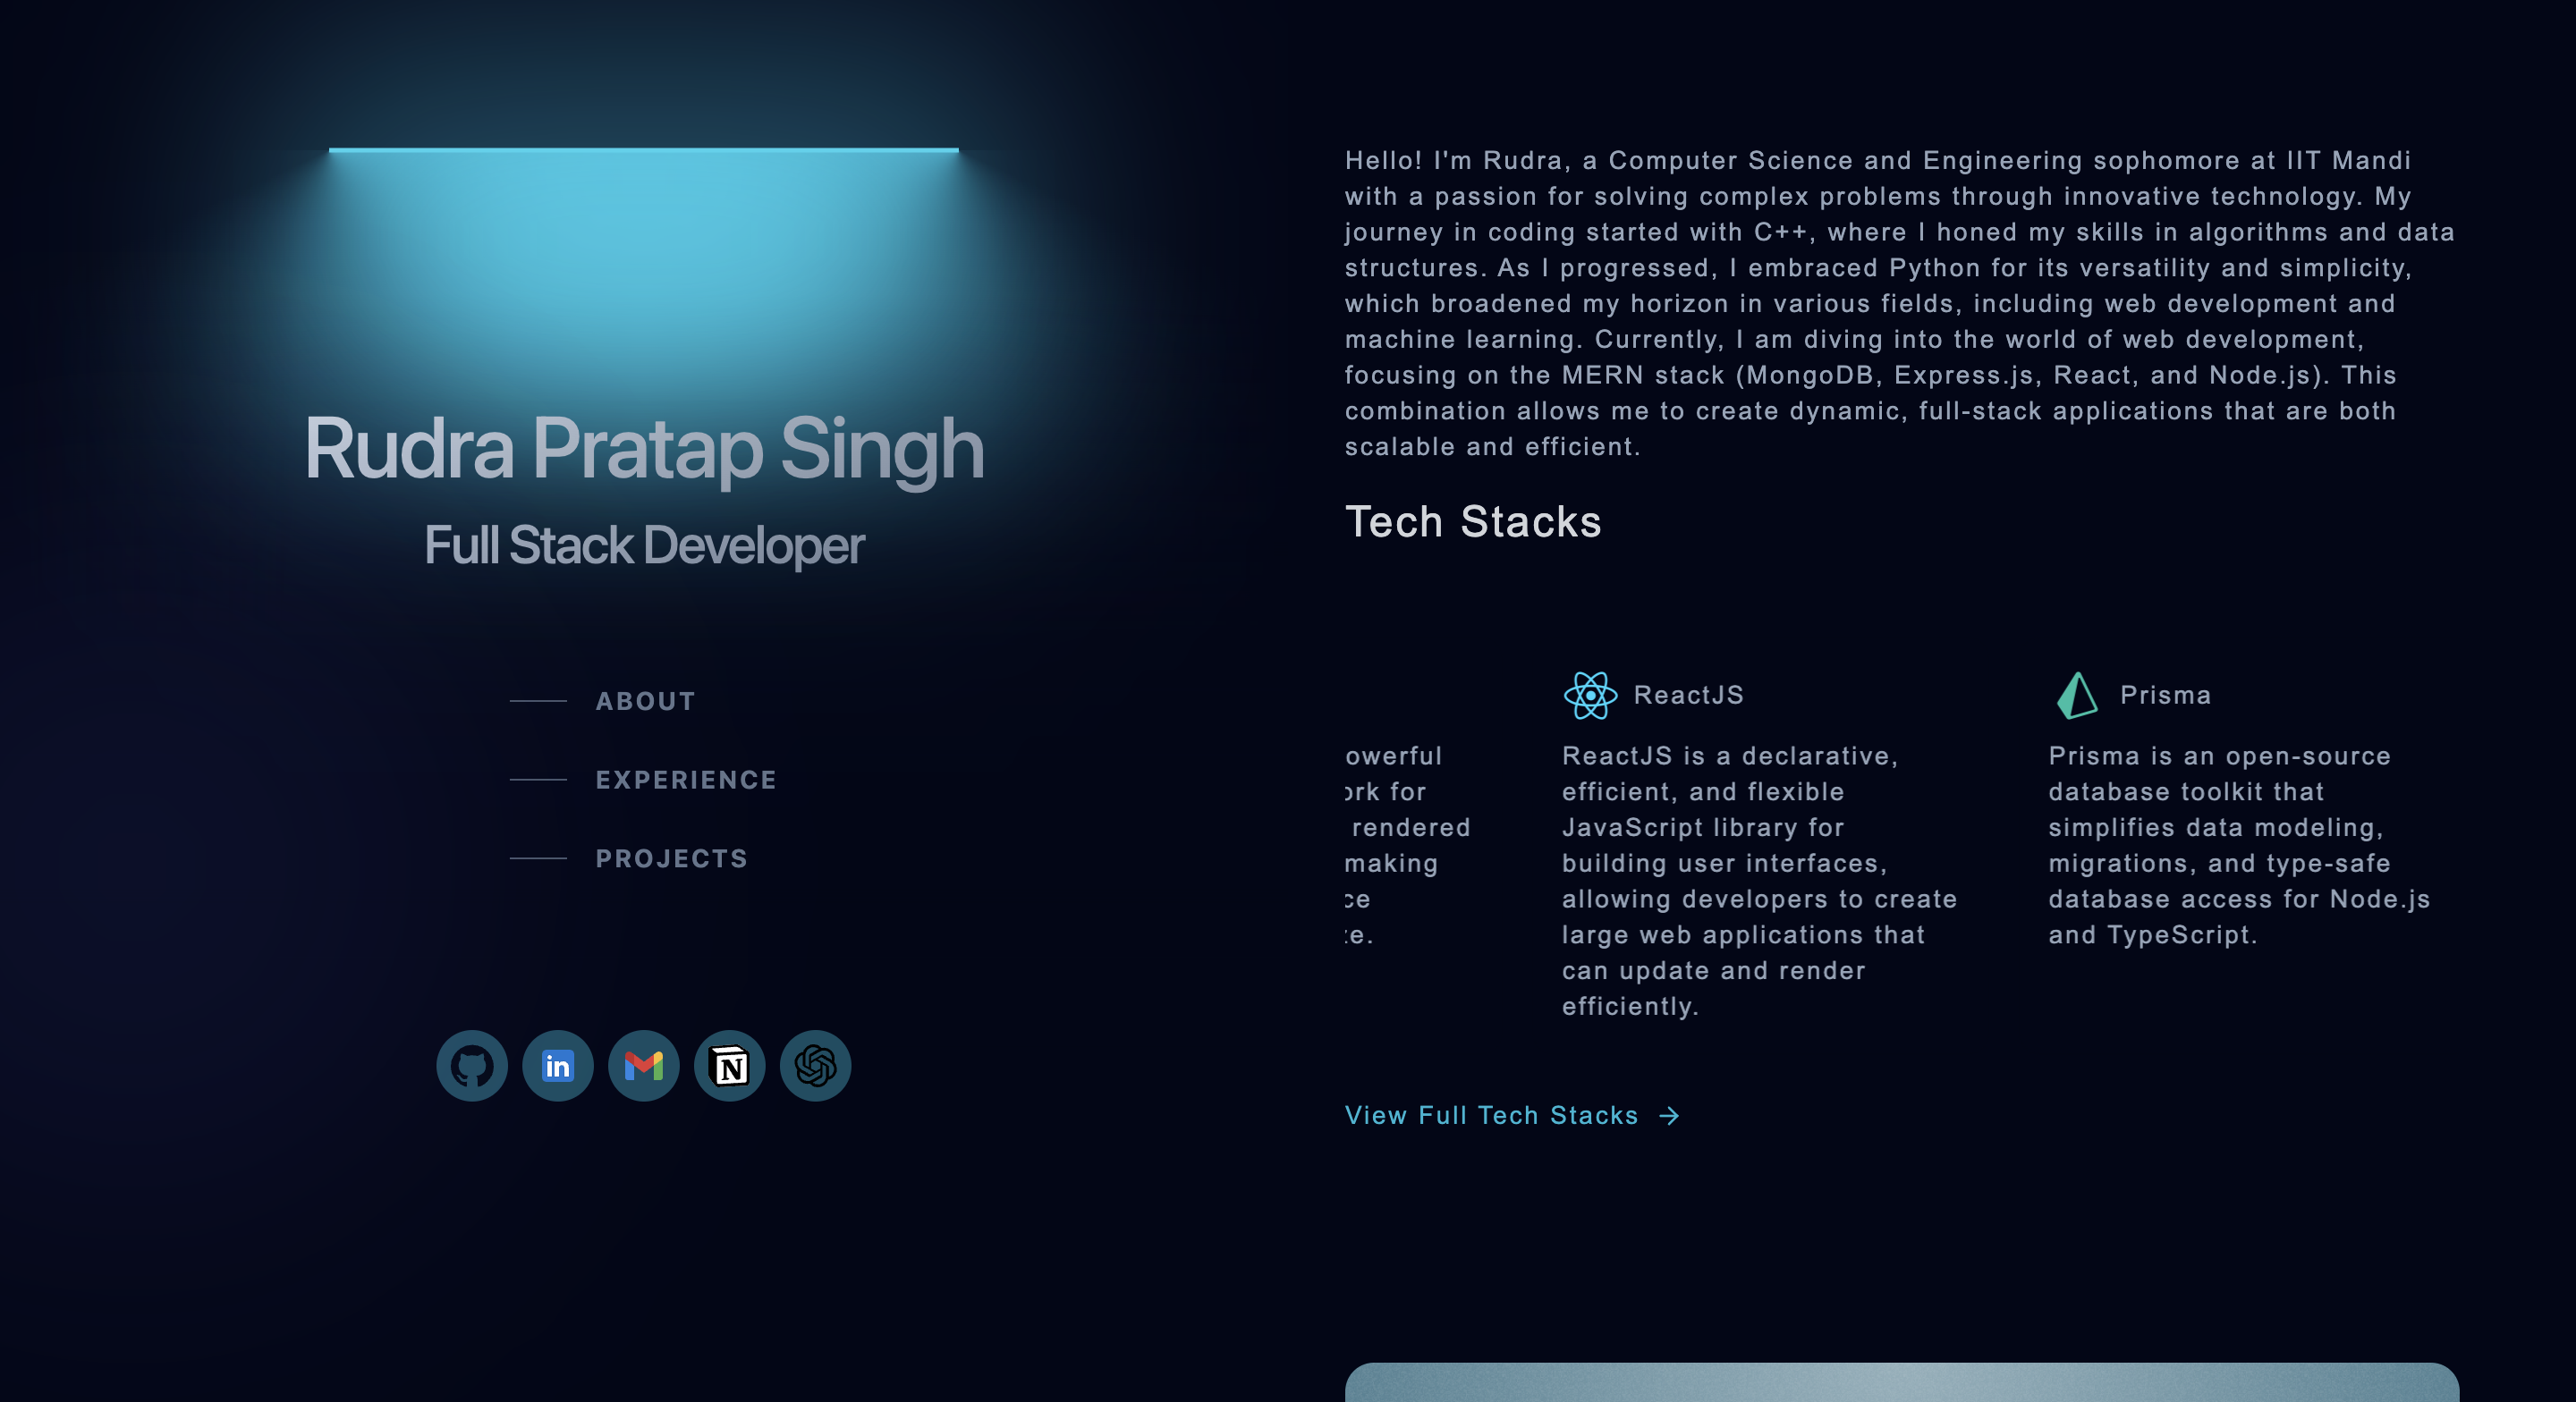 Rudra Pratap Singh
Full Stack Developer
ABOUT
EXPERIENCE
PROJECTS
in
N
Hello! I'm Rudra, a Computer Science and Engineering sophomore at IIT Mandi
with a passion for solving complex problems through innovative technology. My
journey in coding started with C++, where I honed my skills in algorithms and data
structures. As I progressed, I embraced Python for its versatility and simplicity,
which broadened my horizon in various fields, including web development and
machine learning. Currently, I am diving into the world of web development,
focusing on the MERN stack (MongoDB, Express.js, React, and Node.js). This
combination allows me to create dynamic, full-stack applications that are both
scalable and efficient.
Tech Stacks
owerful
ork for
rendered
making
ce
te.
ReactJS
ReactJS is a declarative,
efficient, and flexible
JavaScript library for
building user interfaces,
allowing developers to create
large web applications that
can update and render
efficiently.
Prisma
Prisma is an open-source
database toolkit that
simplifies data modeling,
migrations, and type-safe
database access for Node.js
and TypeScript.
View Full Tech Stacks →